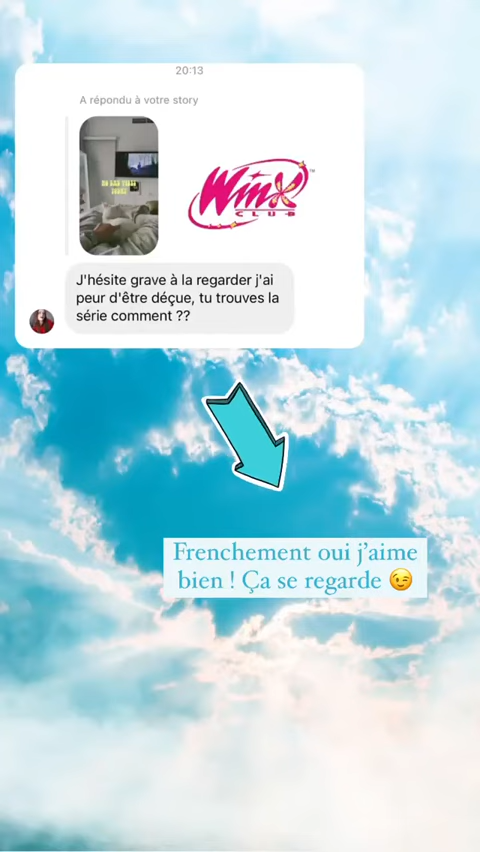 20:13
A répondu à votre story
WinX™
CLUB
J'hésite grave à la regarder j'ai
peur d'être déçue, tu trouves la
série comment ??
Frenchement oui j'aime
bien ! Ça se regarde 😉